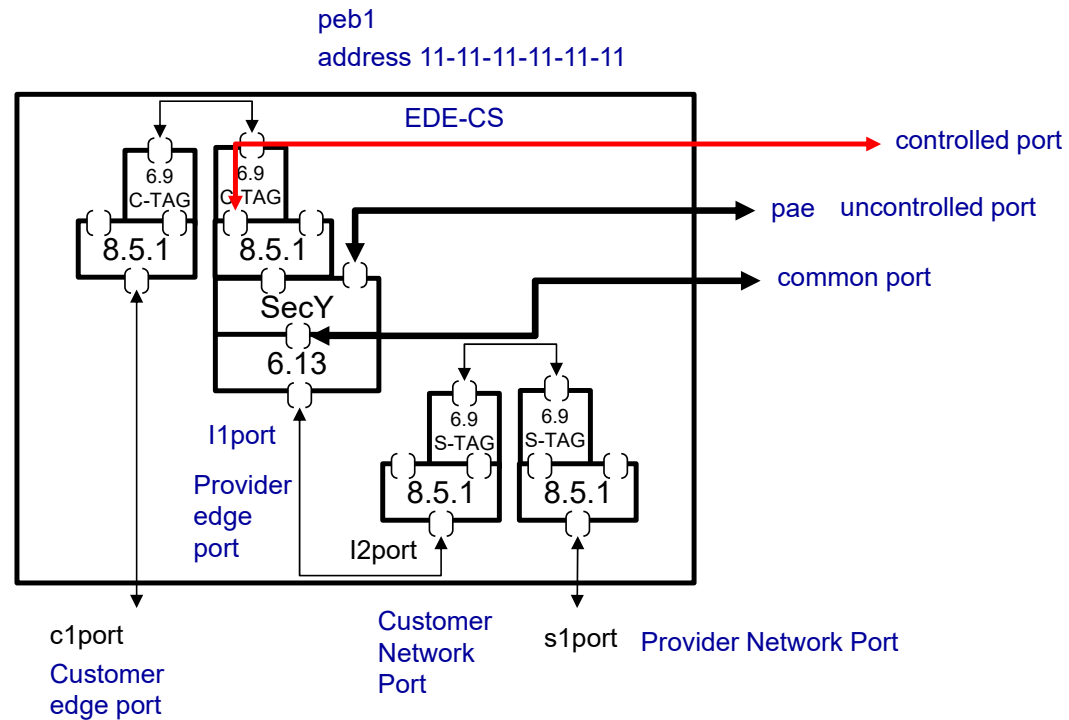 peb1
address 11-11-11-11-11-11
EDE-CS
controlled port
6.9
C-TAG
6.9
C-TAG
pae uncontrolled port
8.5.1
8.5.1
common port
SecY
6.13
6.9
S-TAG
6.9
S-TAG
I1port
Provider
edge
port
8.5.1
8.5.1
I2port
c1port
Customer
edge port
Customer
Network
Port
s1port
Provider Network Port